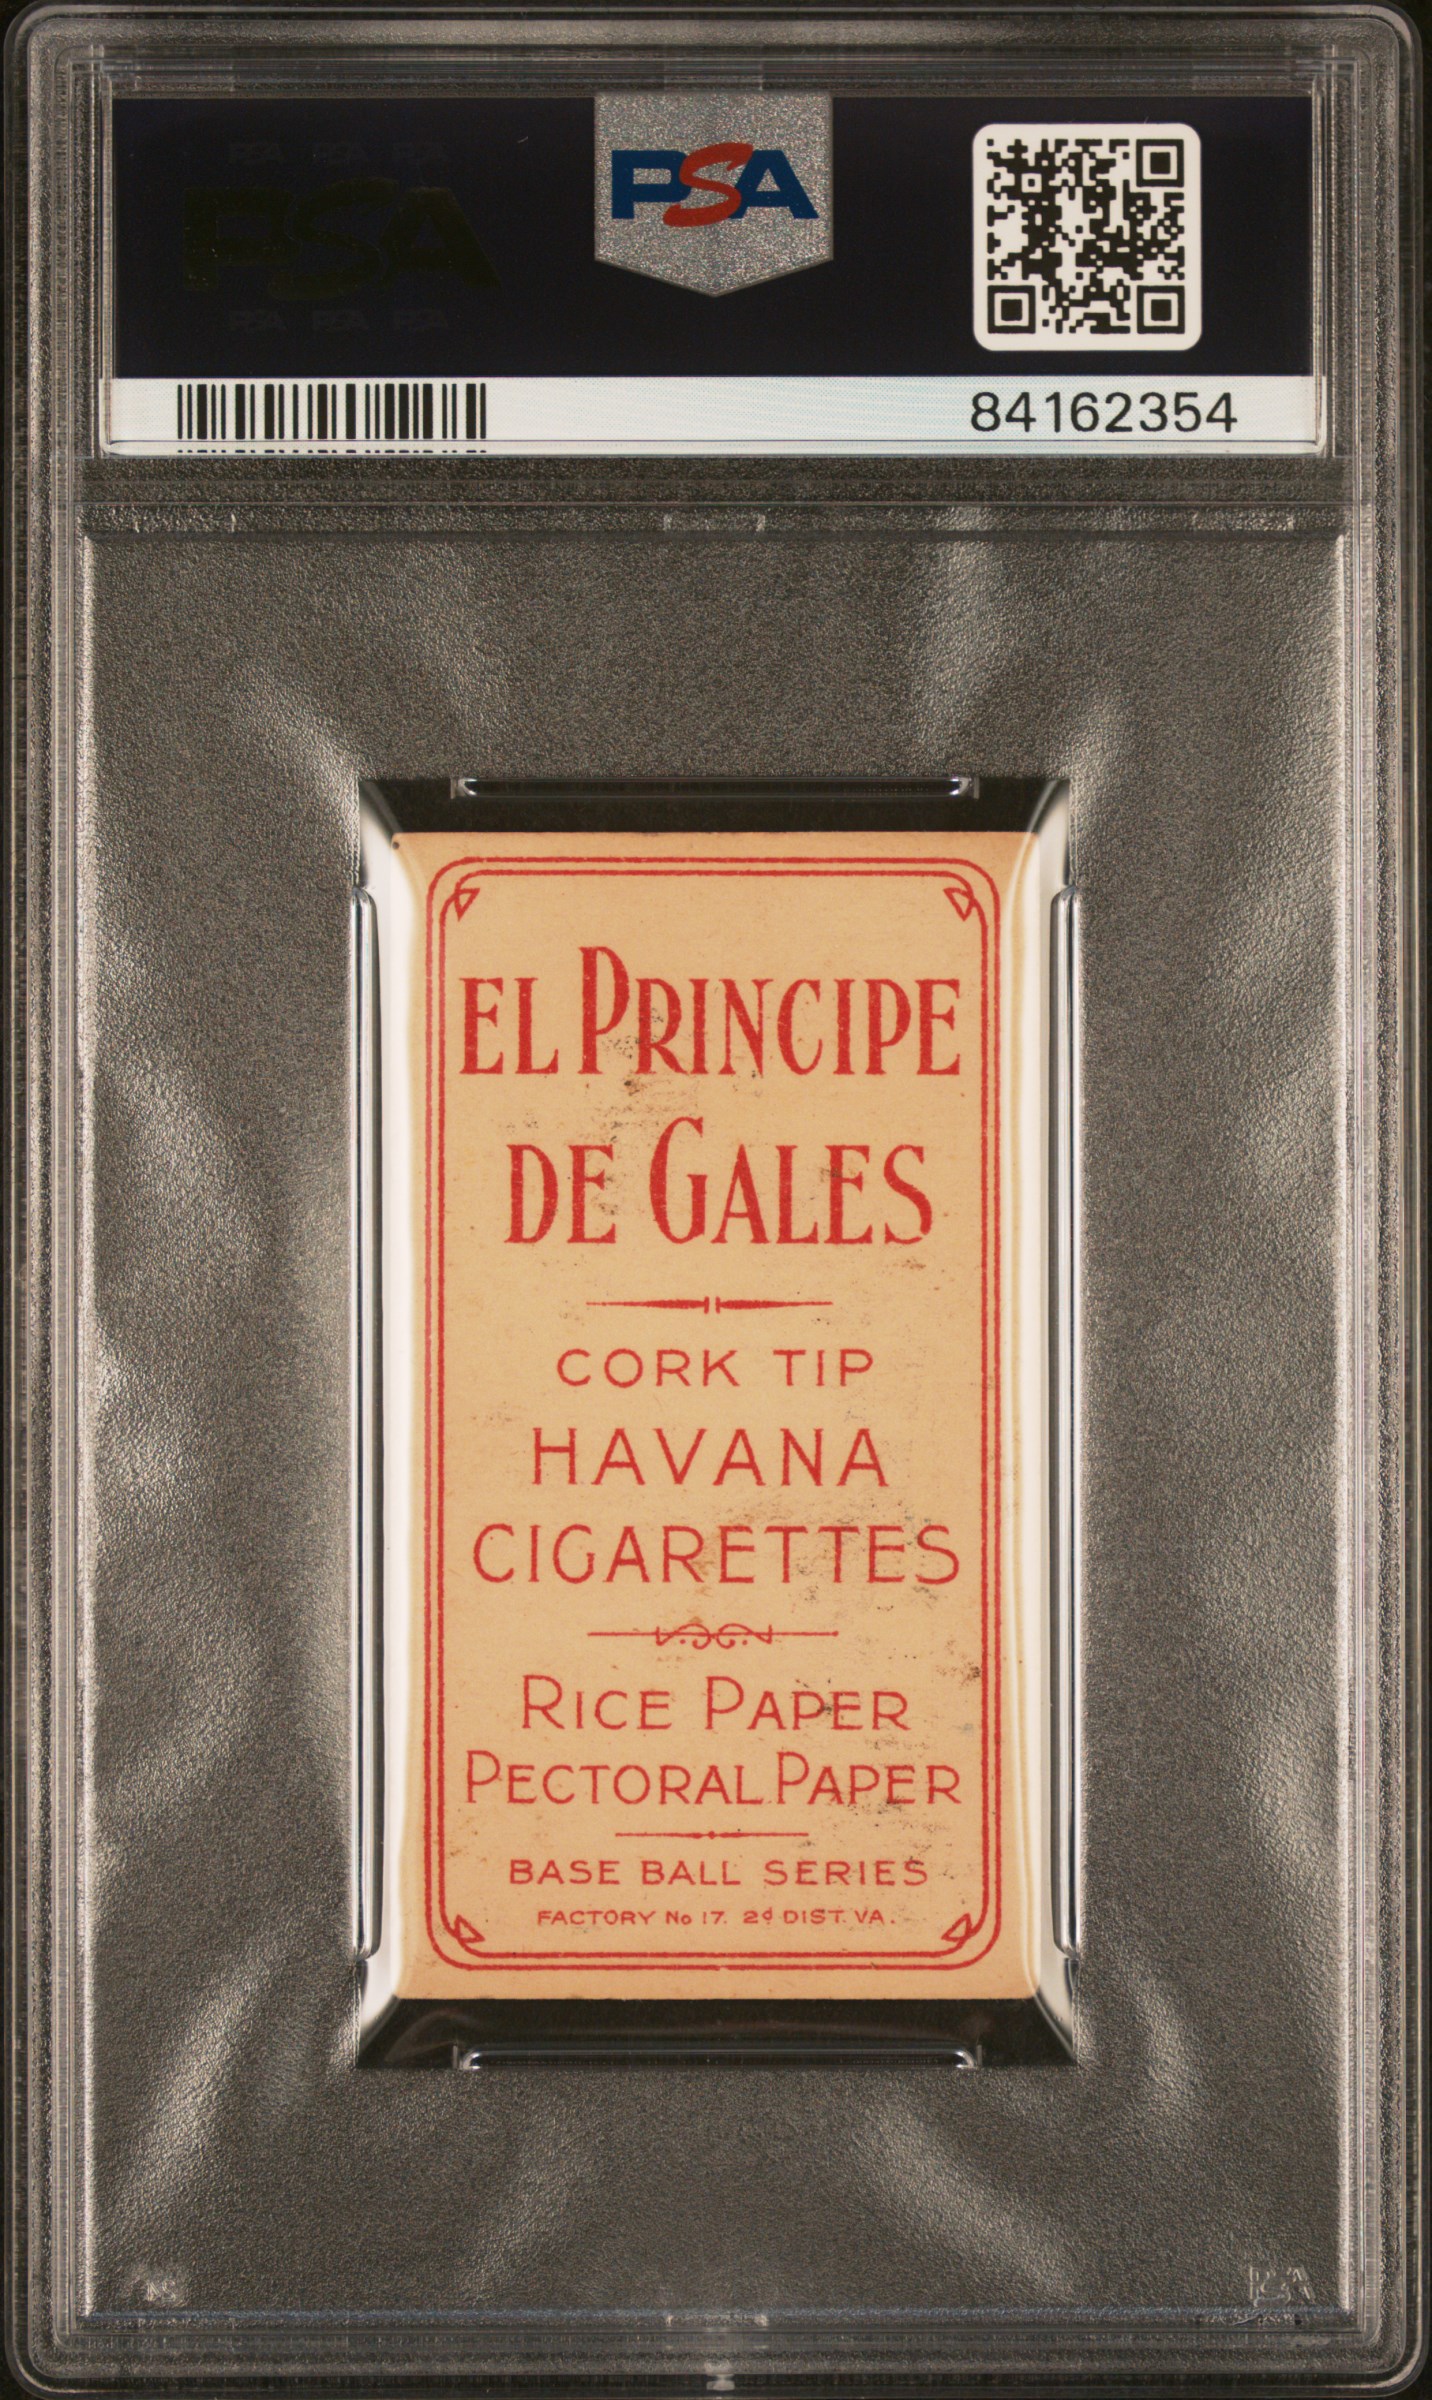 PSA
84162354
EL PRINCIPE
DE GALES
CORK TIP
HAVANA
CIGARETTES
RICE PAPER
PECTORAL PAPER
BASE BALL SERIES
FACTORY No 17. 2d DIST. VA.
PSA